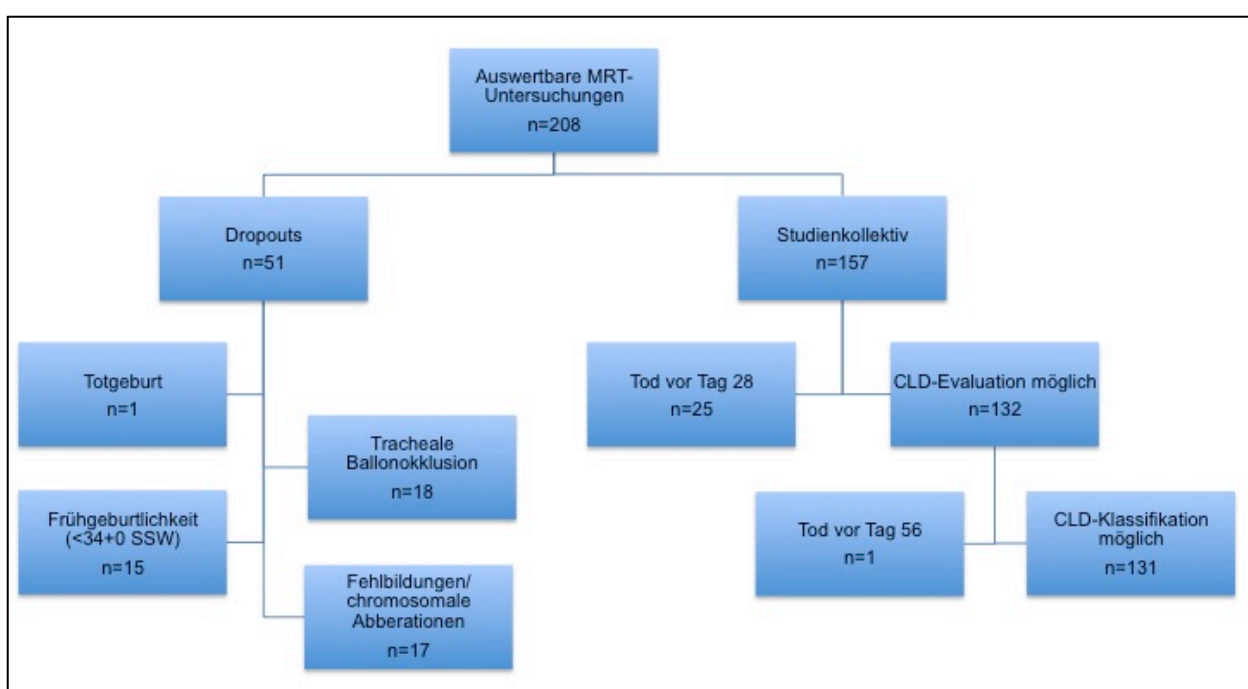 Auswertbare MRT-
Untersuchungen
n=208
Dropouts
n=51
Studienkollektiv
n=157
Totgeburt
n=1
Tracheale
Ballonokklusion
n=18
Frühgeburtlichkeit
(<34+0 SSW)
n=15
Fehlbildungen/
chromosomale
Abberationen
n=17
Tod vor Tag 28
n=25
CLD-Evaluation möglich
n=132
Tod vor Tag 56
n=1
CLD-Klassifikation
möglich
n=131